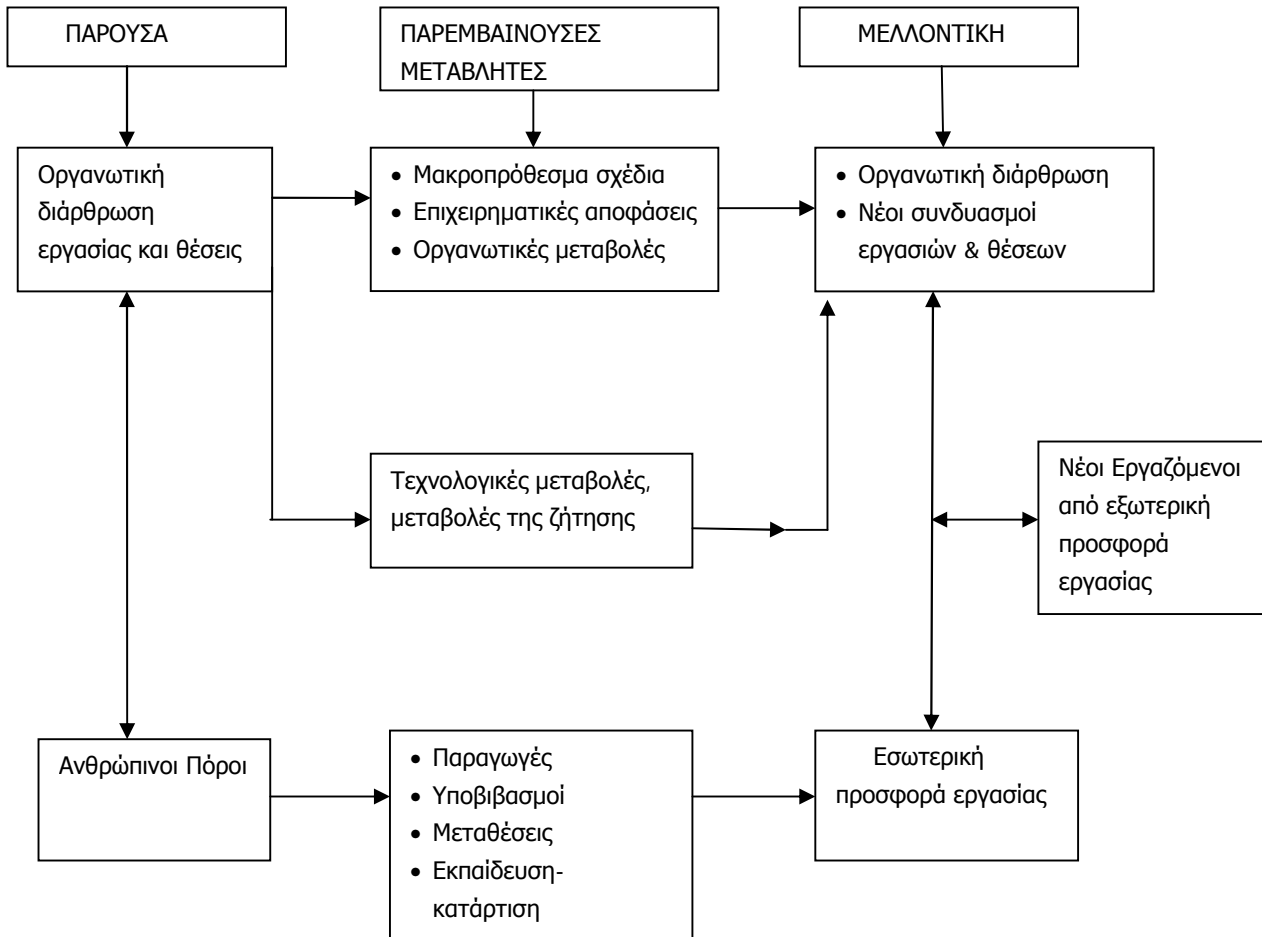 ΠΑΡΟΥΣΑ
ΠΑΡΕΜΒΑΙΝΟΥΣΕΣ
ΜΕΤΑΒΛΗΤΕΣ
ΜΕΛΛΟΝΤΙΚΗ
Οργανωτική
διάρθρωση
εργασίας και θέσεις
• Μακροπρόθεσμα σχέδια
• Επιχειρηματικές αποφάσεις
• Οργανωτικές μεταβολές
• Οργανωτική διάρθρωση
• Νέοι συνδυασμοί
εργασιών & θέσεων
Τεχνολογικές μεταβολές,
μεταβολές της ζήτησης
Νέοι Εργαζόμενοι
από εξωτερική
προσφορά
εργασίας
Ανθρώπινοι Πόροι
• Παραγωγές
• Υποβιβασμοί
• Μεταθέσεις
• Εκπαίδευση-
κατάρτιση
Εσωτερική
προσφορά εργασίας